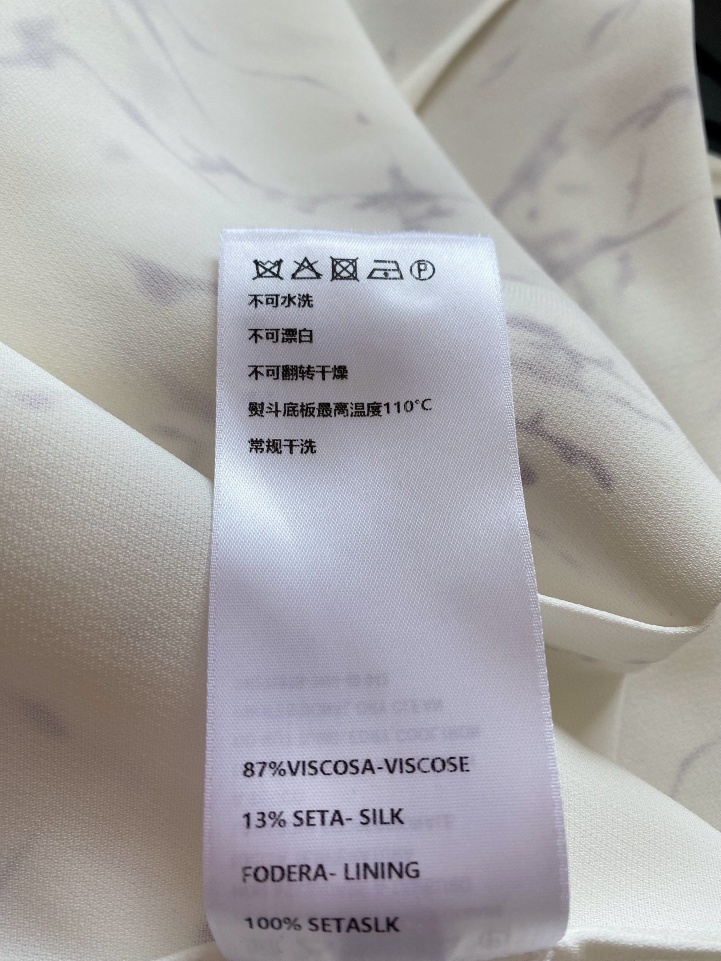 不可水洗
不可漂白
不可翻转干燥
熨斗底板最高温度110°C
常规干洗
87%VISCOSA-VISCOSE
13% SETA- SILK
FODERA- LINING
100% SETASLK